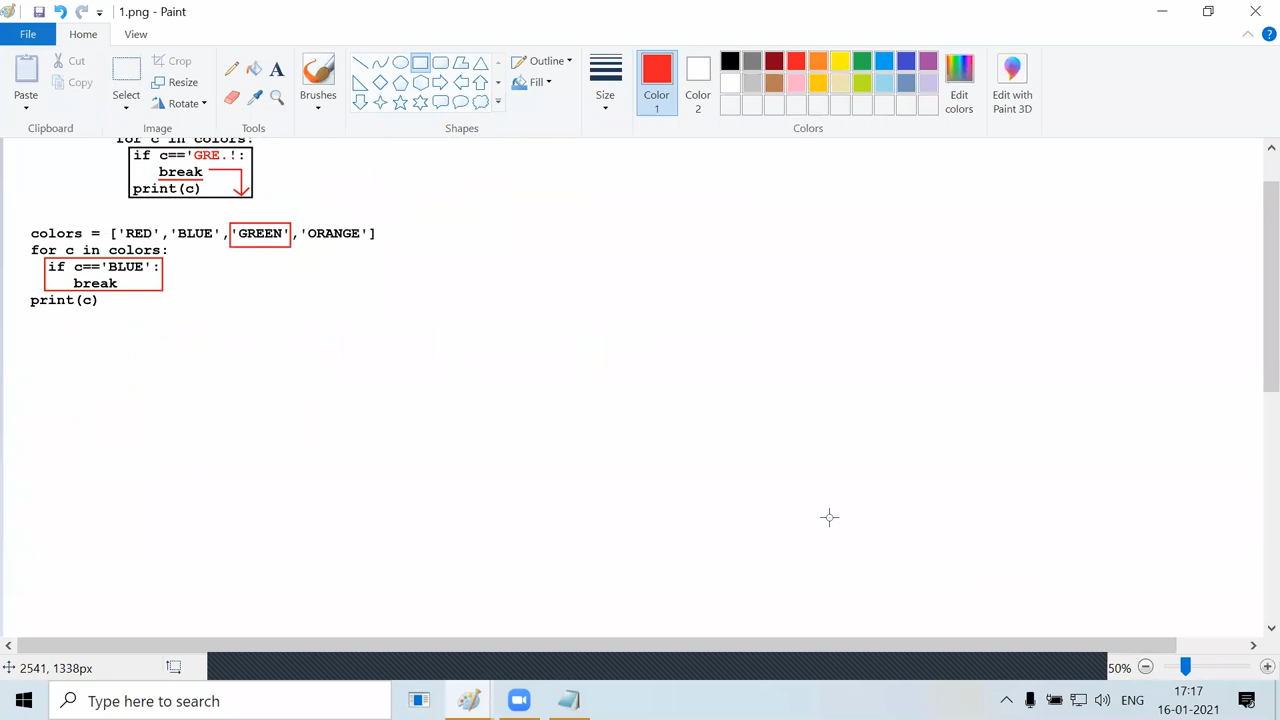 1.png - Paint
File Home View
Paste
Cut
Copy
Clipboard
Select
Crop
Resize
Rotate
Image
Tools
Brushes
Shapes
Outline
Fill
Size
Color 1
Color 2
Edit colors
Edit with Paint 3D
Colors
for c in colors:
if c=='GRE.!:
break
print(c)
colors = ['RED','BLUE','GREEN','ORANGE']
for c in colors:
if c=='BLUE':
break
print(c)
2541, 1338px
50%
Type here to search
ENG
17:17
16-01-2021